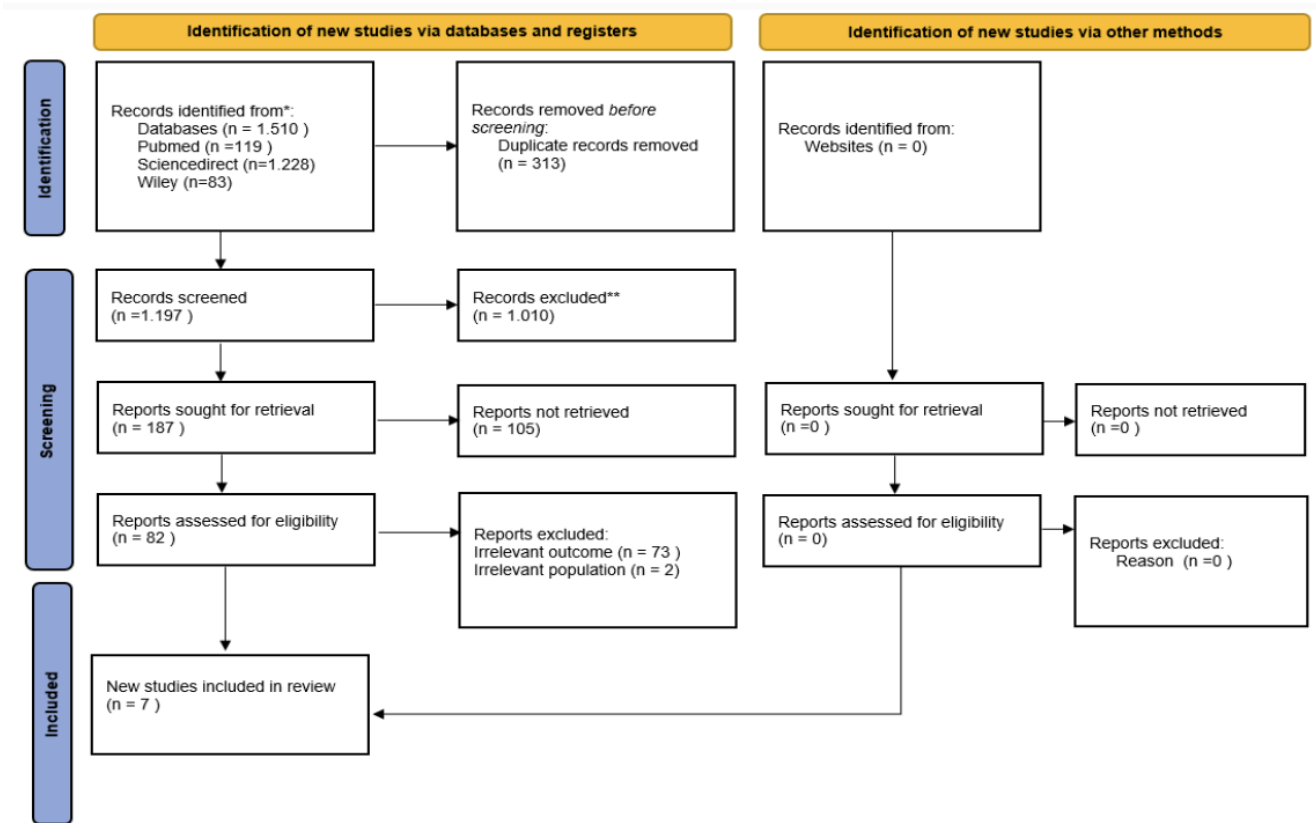 Identification of new studies via databases and registers
Identification of new studies via other methods
Identification
Records identified from*:
Databases (n = 1.510 )
Pubmed (n =119 )
Sciencedirect (n=1.228)
Wiley (n=83)
Records removed before
screening:
Duplicate records removed
(n = 313)
Records identified from:
Websites (n = 0)
Screening
Records screened
(n =1.197 )
Records excluded**
(n = 1.010)
Reports sought for retrieval
(n = 187 )
Reports not retrieved
(n = 105)
Reports sought for retrieval
(n =0 )
Reports not retrieved
(n =0 )
Reports assessed for eligibility
(n = 82 )
Reports excluded:
Irrelevant outcome (n = 73 )
Irrelevant population (n = 2)
Reports assessed for eligibility
(n = 0)
Reports excluded:
Reason (n =0 )
Included
New studies included in review
(n = 7 )